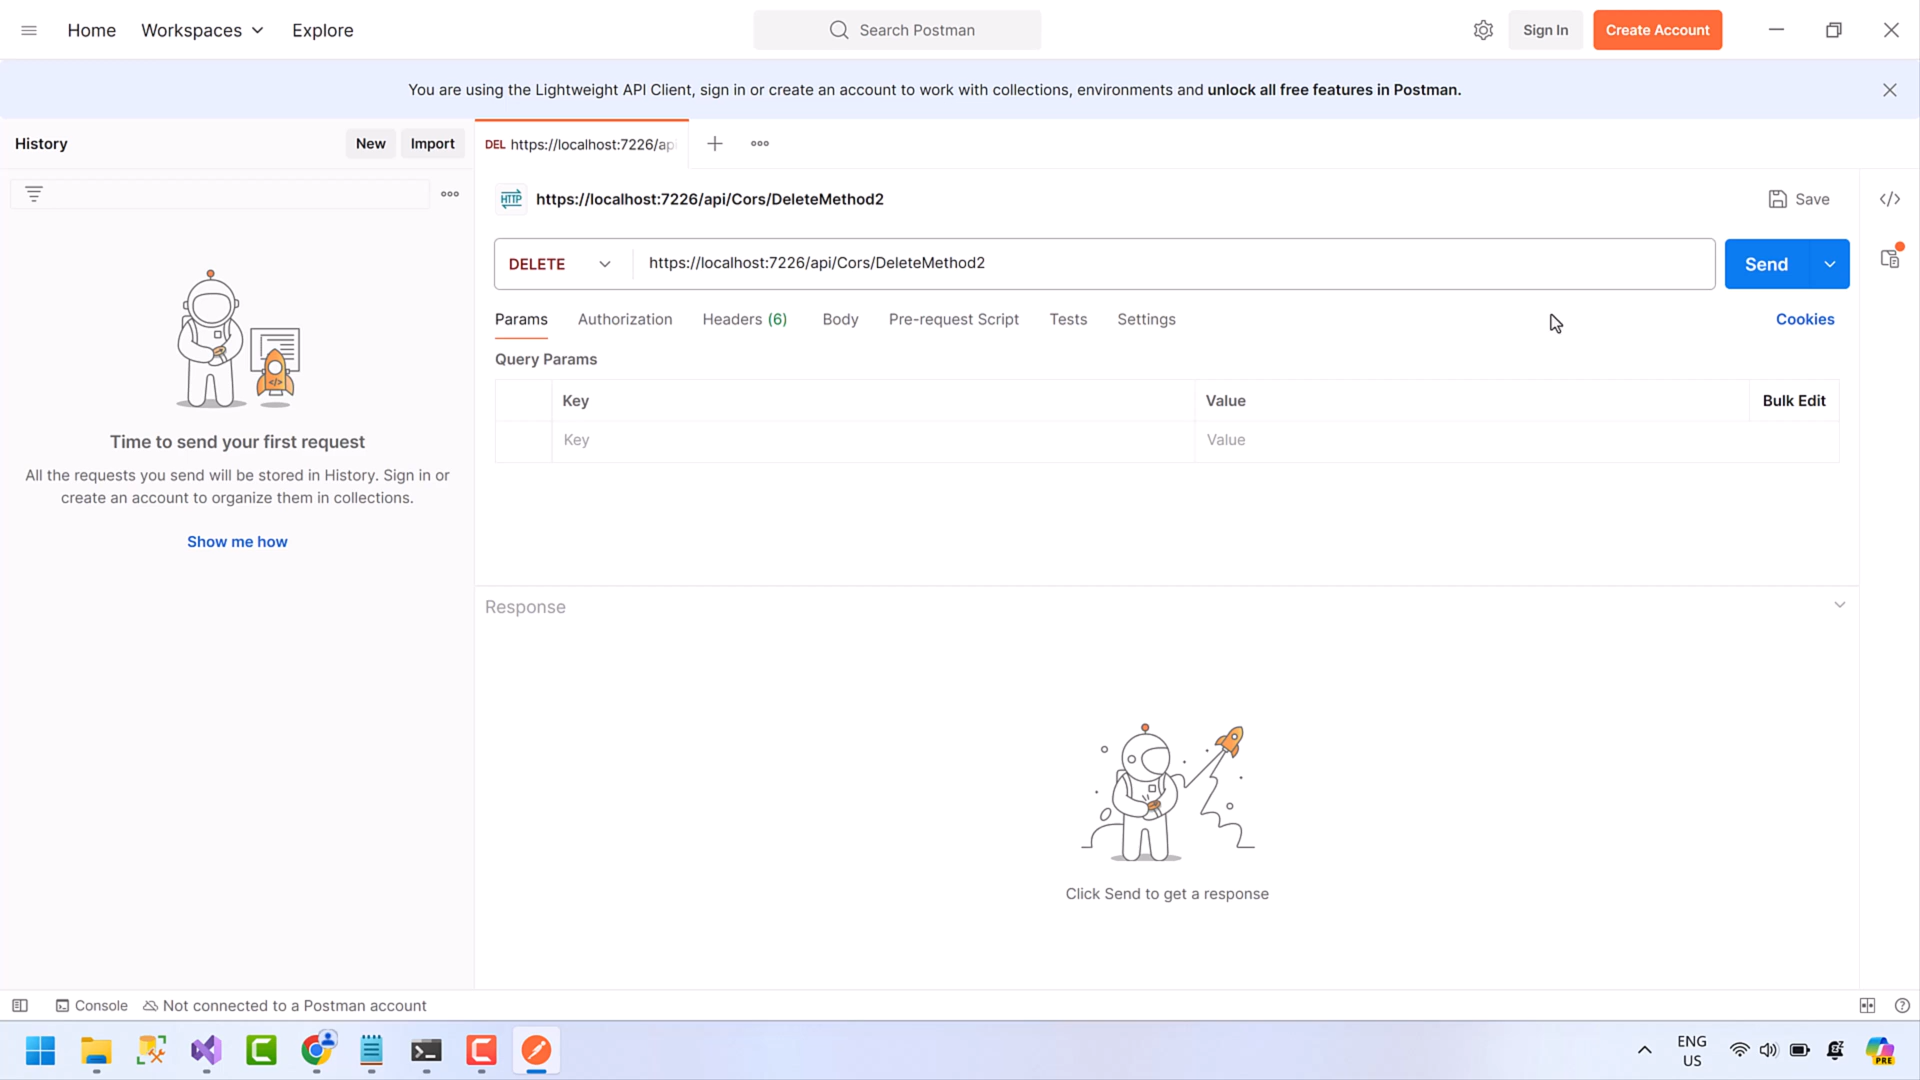 Home Workspaces Explore Search Postman Sign In Create Account
You are using the Lightweight API Client, sign in or create an account to work with collections, environments and unlock all free features in Postman.
History New Import
DEL https://localhost:7226/api
HTTP https://localhost:7226/api/Cors/DeleteMethod2 Save
DELETE https://localhost:7226/api/Cors/DeleteMethod2 Send
Params Authorization Headers (6) Body Pre-request Script Tests Settings Cookies
Query Params
Key Value Bulk Edit
Key Value
Time to send your first request
All the requests you send will be stored in History. Sign in or
create an account to organize them in collections.
Show me how
Response
Click Send to get a response
Console Not connected to a Postman account
ENG
US
PRE